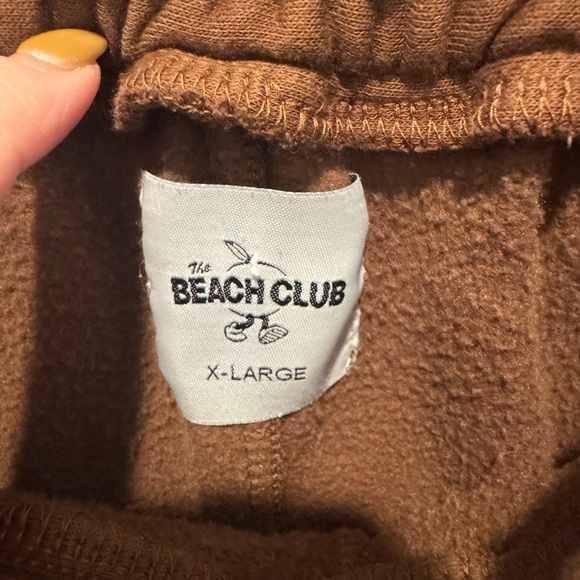 The
BEACH CLUB
X-LARGE